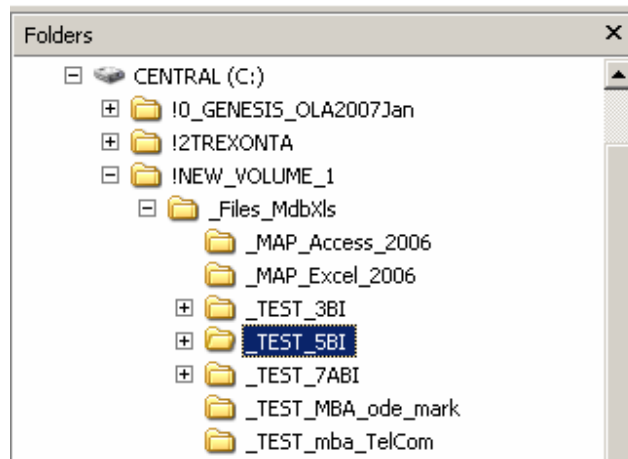 Folders
CENTRAL (C:)
!0_GENESIS_OLA2007Jan
!2TREXONTA
!NEW_VOLUME_1
_Files_MdbXls
_MAP_Access_2006
_MAP_Excel_2006
_TEST_3BI
_TEST_5BI
_TEST_7ABI
_TEST_MBA_ode_mark
_TEST_mba_TelCom